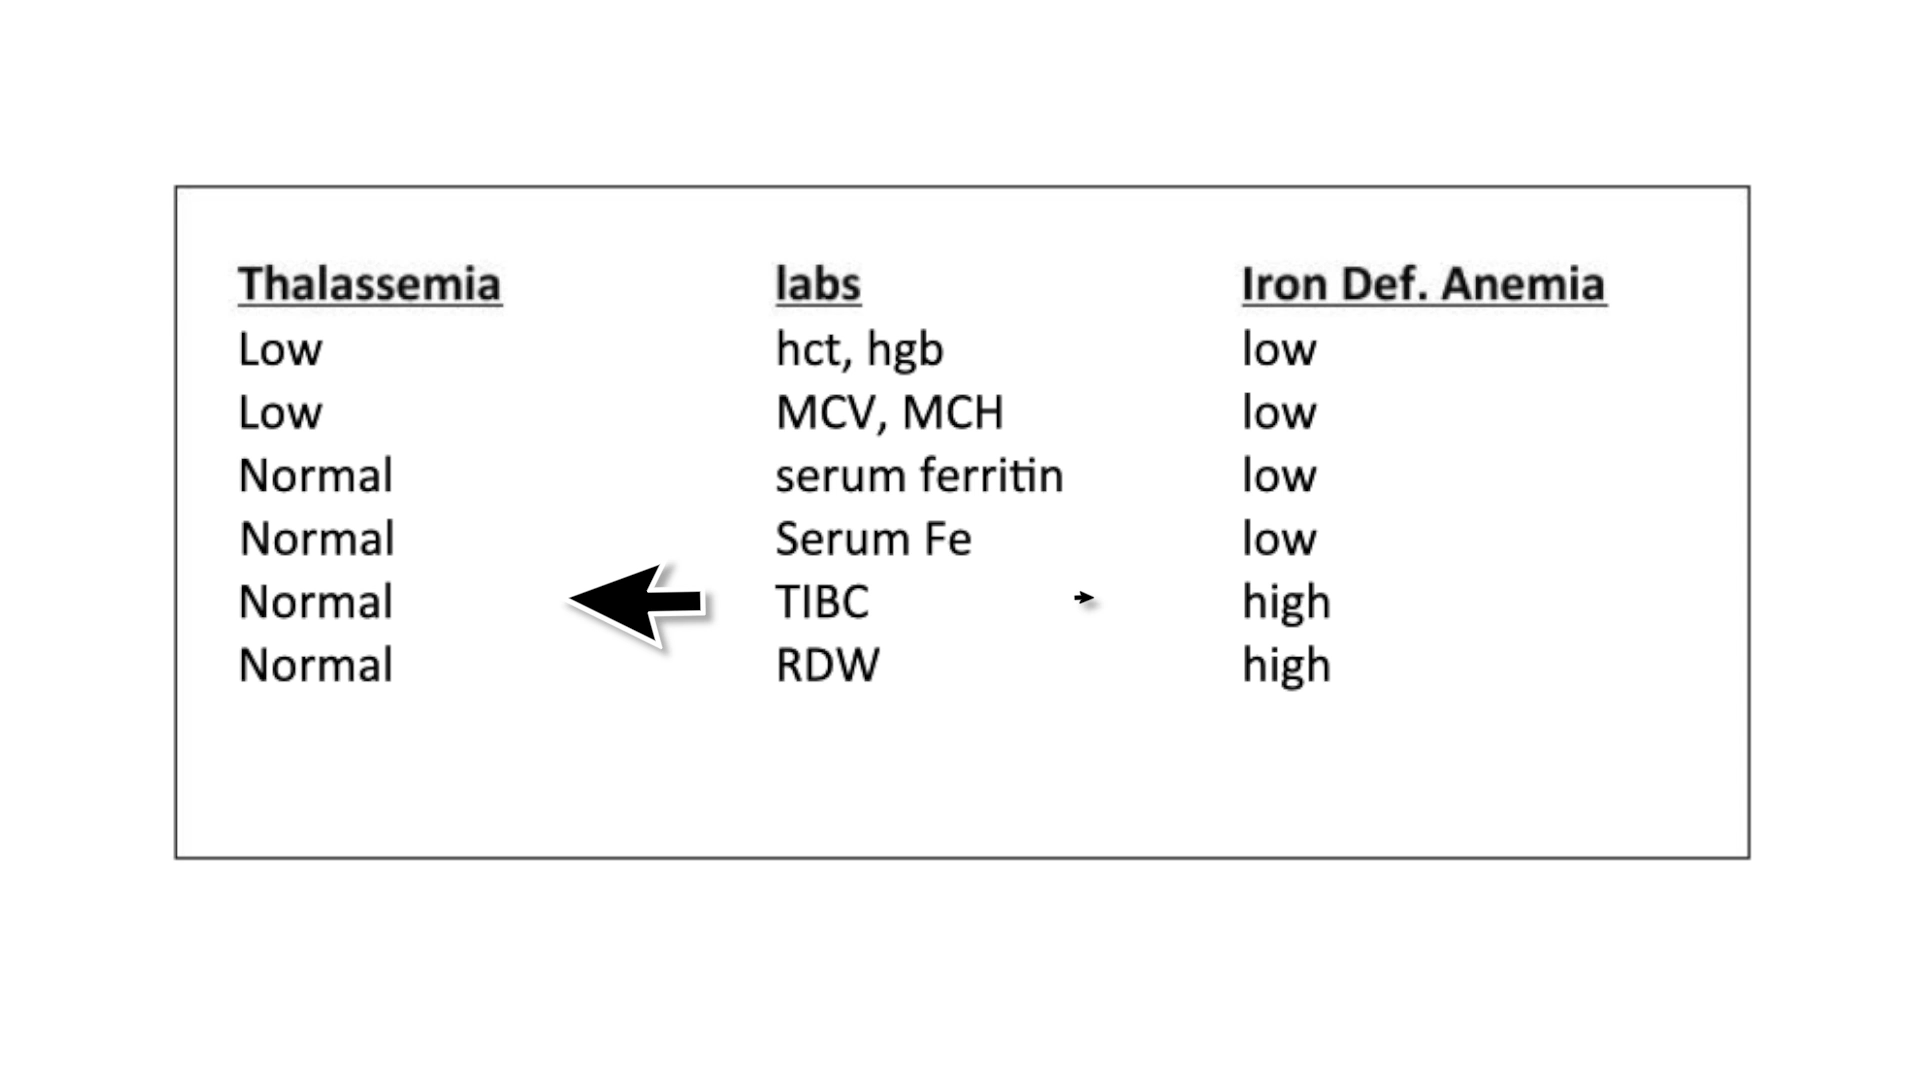 Thalassemia labs Iron Def. Anemia
Low hct, hgb low
Low MCV, MCH low
Normal serum ferritin low
Normal Serum Fe low
Normal TIBC high
Normal RDW high